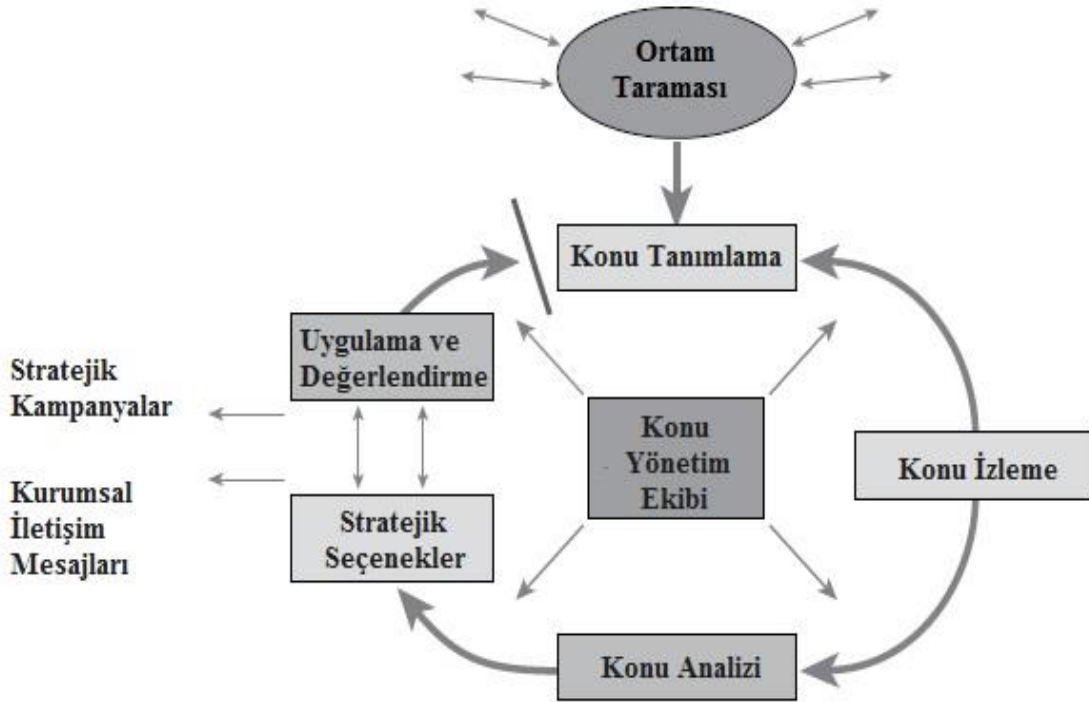 Ortam
Taraması
Konu Tanımlama
Uygulama ve
Değerlendirme
Stratejik
Kampanyalar
Konu
Yönetim
Ekibi
Konu İzleme
Kurumsal
İletişim
Mesajları
Stratejik
Seçenekler
Konu Analizi